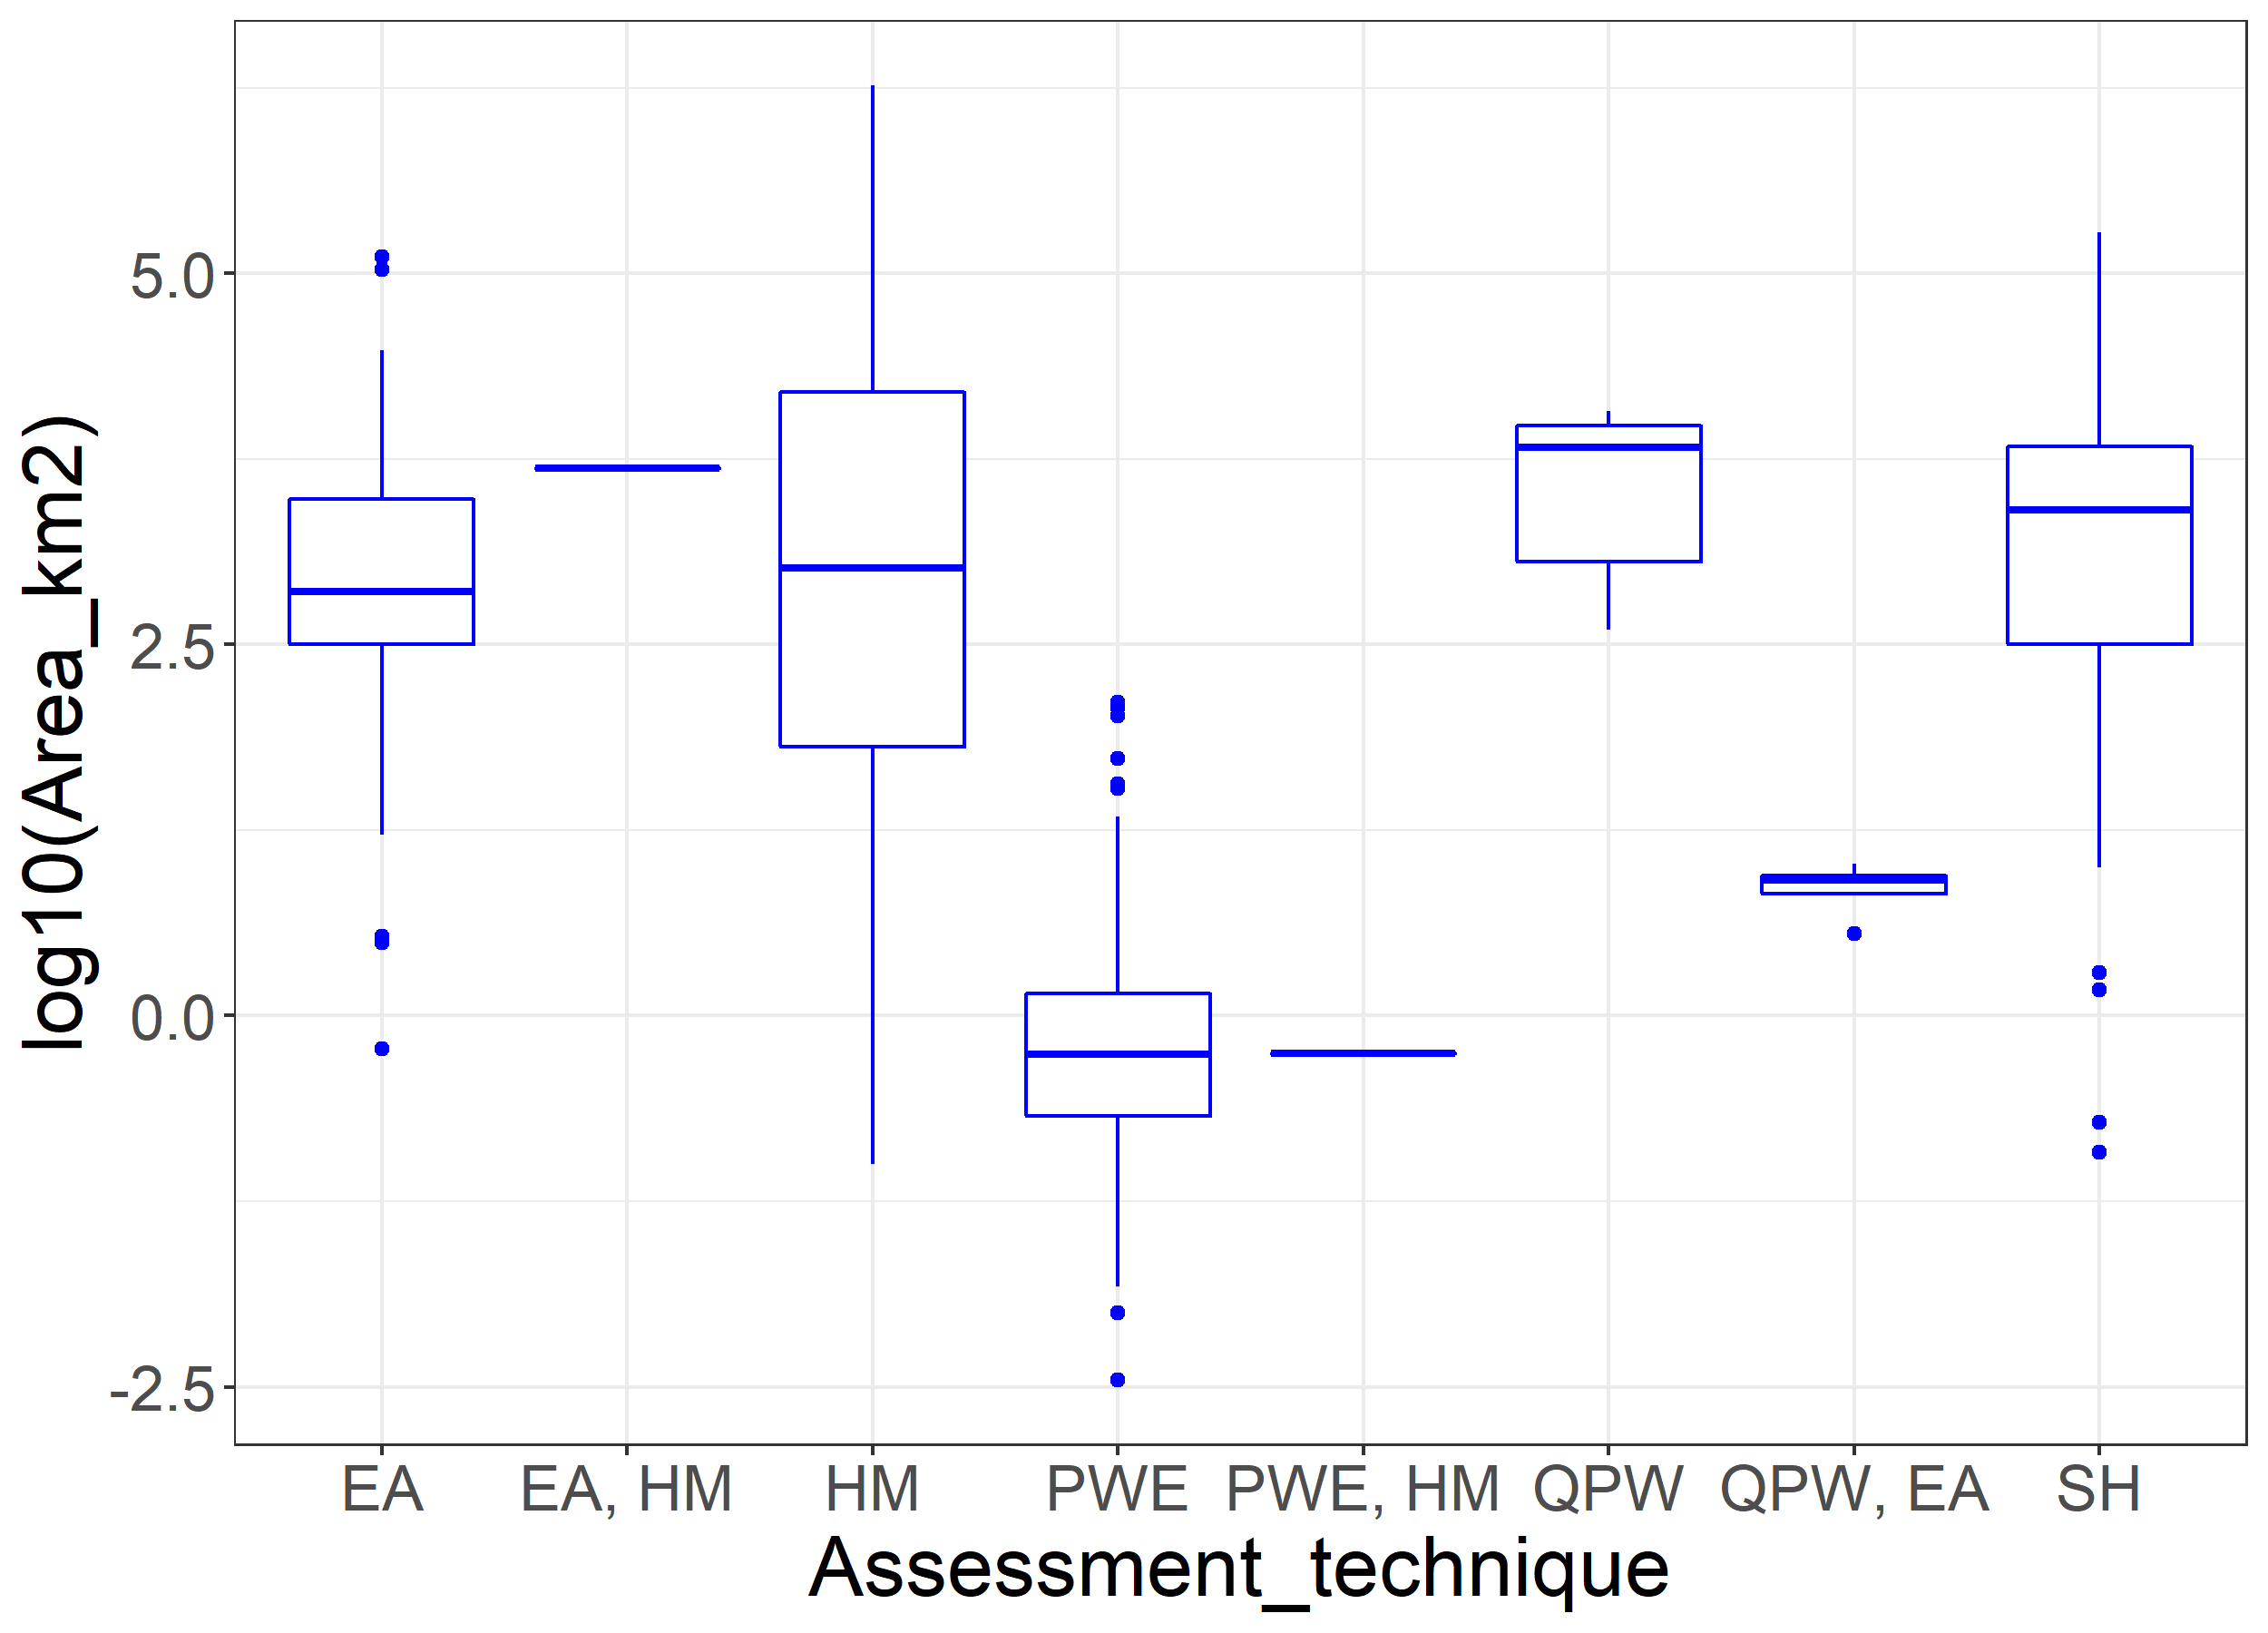 log10(Area_km2)
5.0
2.5
0.0
-2.5
EA
EA, HM
HM
PWE
PWE, HM
QPW
QPW, EA
SH
Assessment_technique